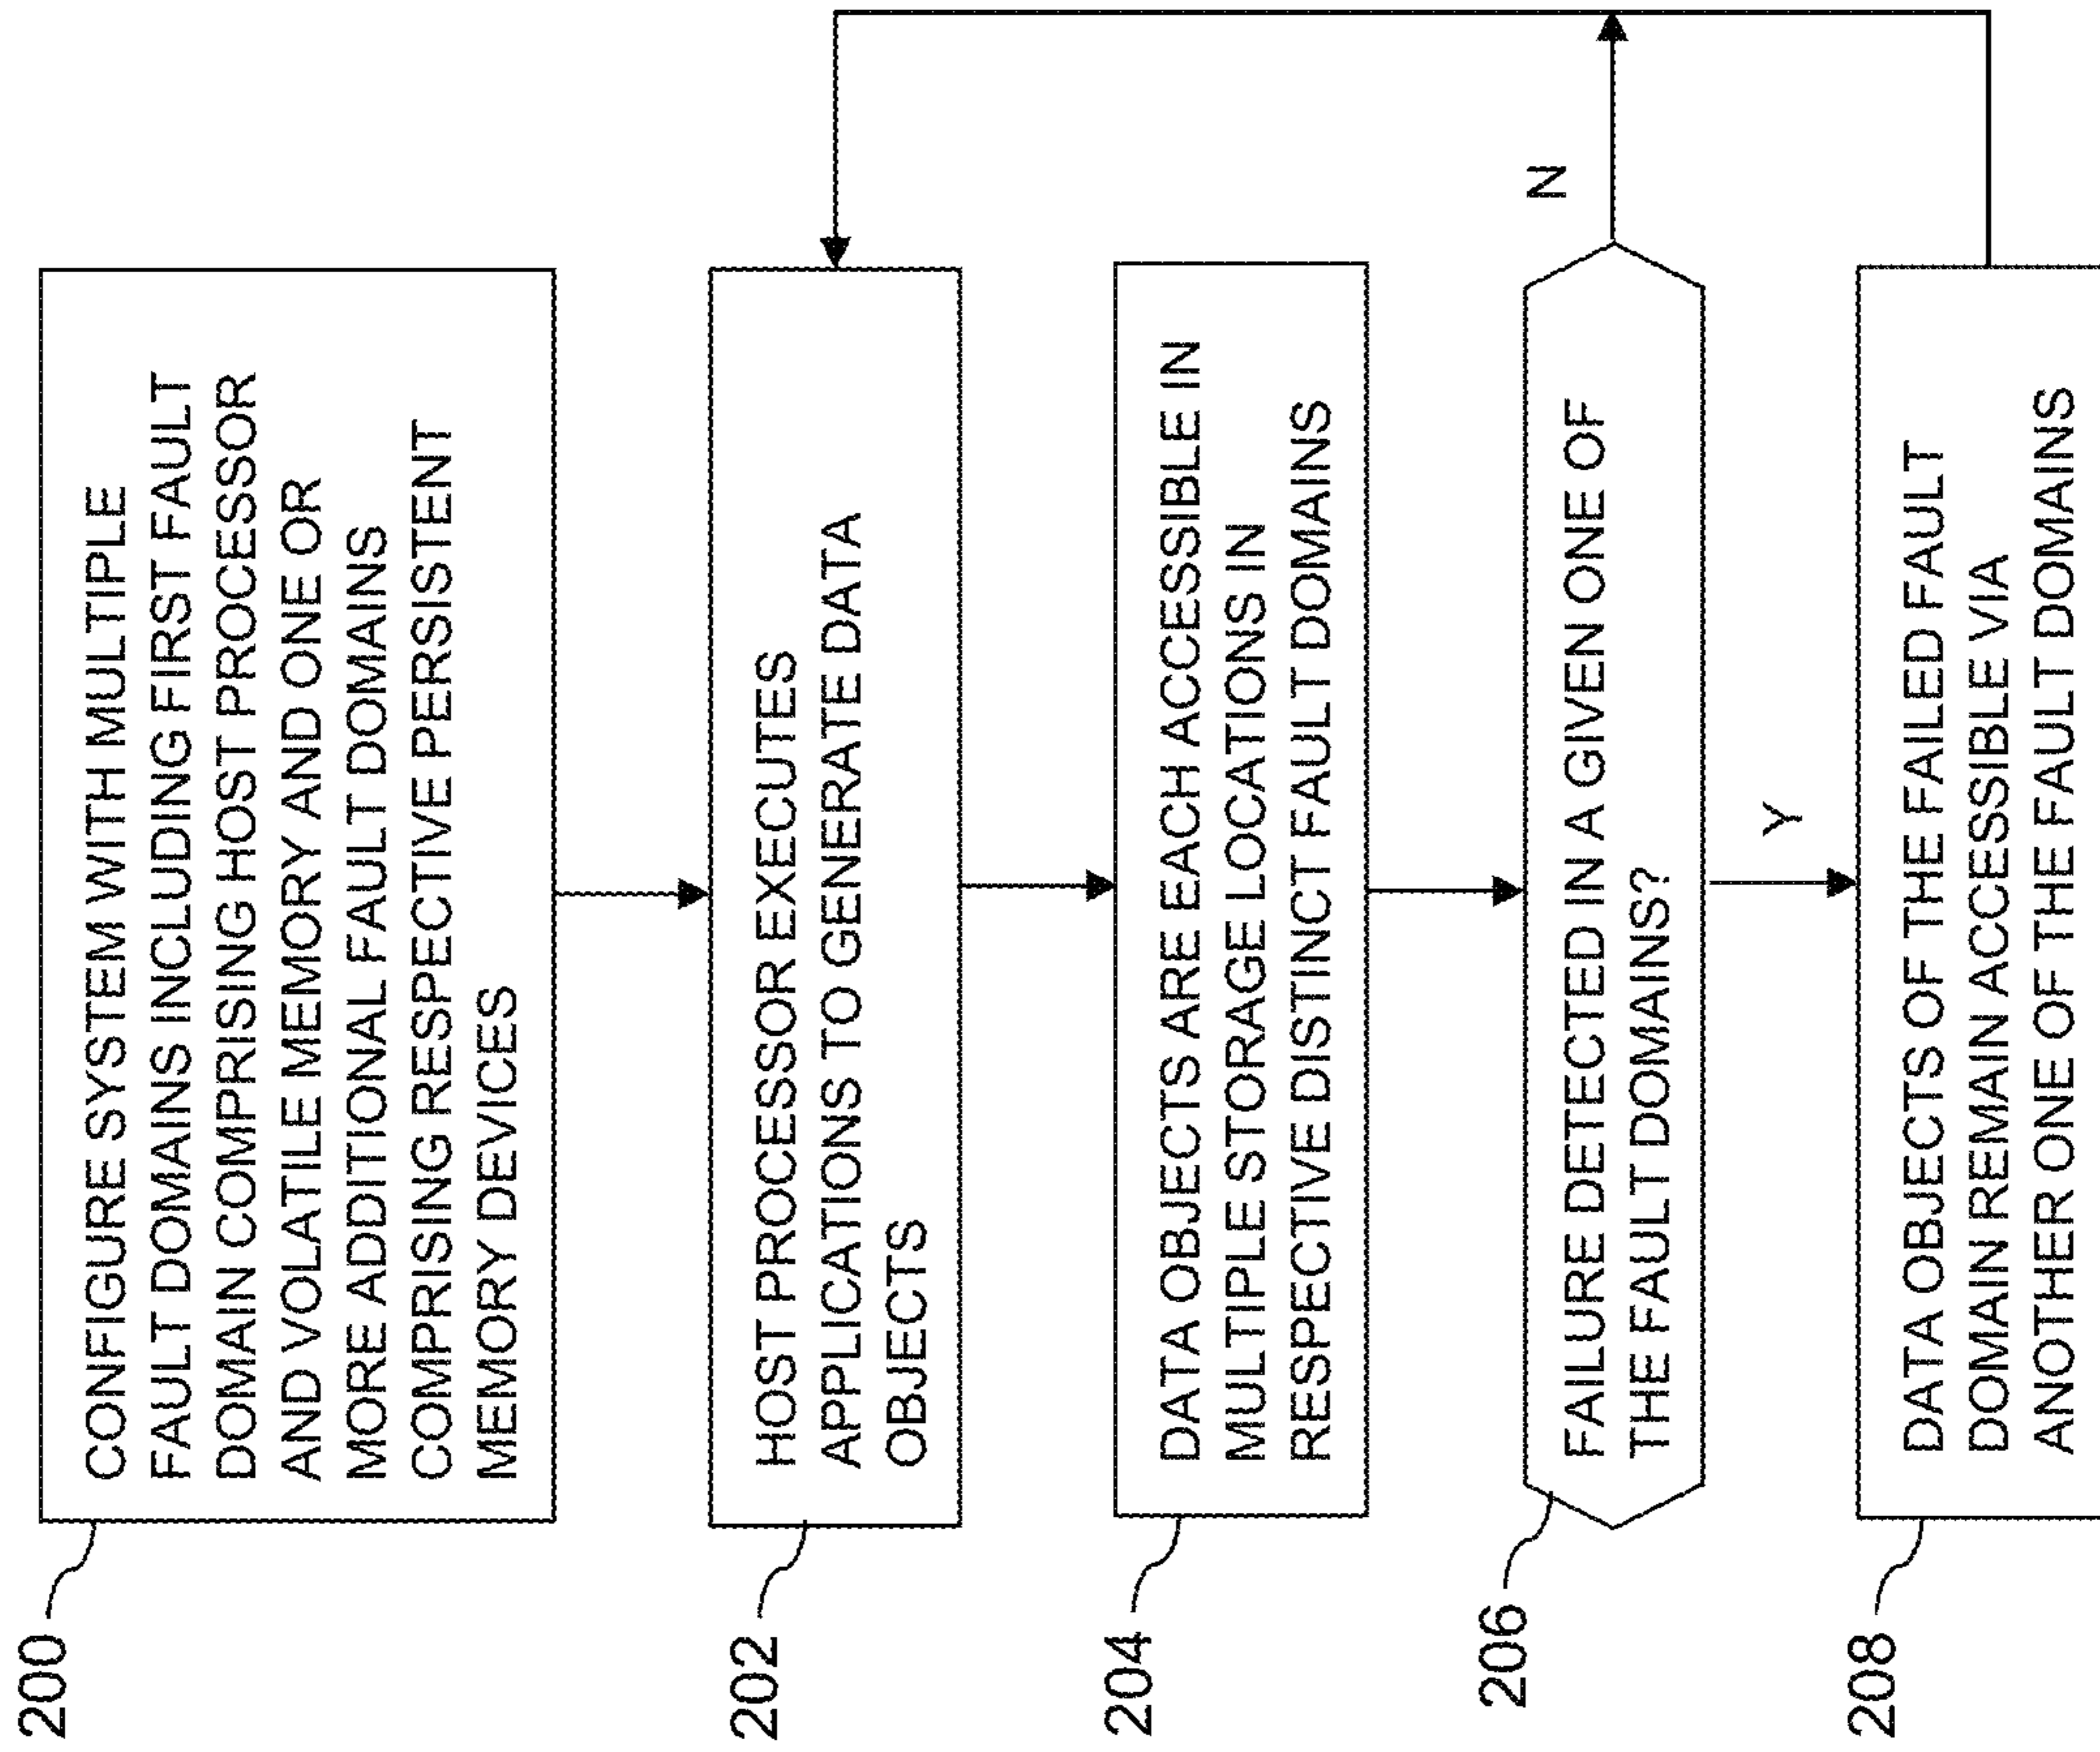 200
CONFIGURE SYSTEM WITH MULTIPLE
FAULT DOMAINS INCLUDING FIRST FAULT
DOMAIN COMPRISING HOST PROCESSOR
AND VOLATILE MEMORY AND ONE OR
MORE ADDITIONAL FAULT DOMAINS
COMPRISING RESPECTIVE PERSISTENT
MEMORY DEVICES
202
HOST PROCESSOR EXECUTES
APPLICATIONS TO GENERATE DATA
OBJECTS
204
DATA OBJECTS ARE EACH ACCESSIBLE IN
MULTIPLE STORAGE LOCATIONS IN
RESPECTIVE DISTINCT FAULT DOMAINS
206
FAILURE DETECTED IN A GIVEN ONE OF
THE FAULT DOMAINS?
N
Y
208
DATA OBJECTS OF THE FAILED FAULT
DOMAIN REMAIN ACCESSIBLE VIA
ANOTHER ONE OF THE FAULT DOMAINS